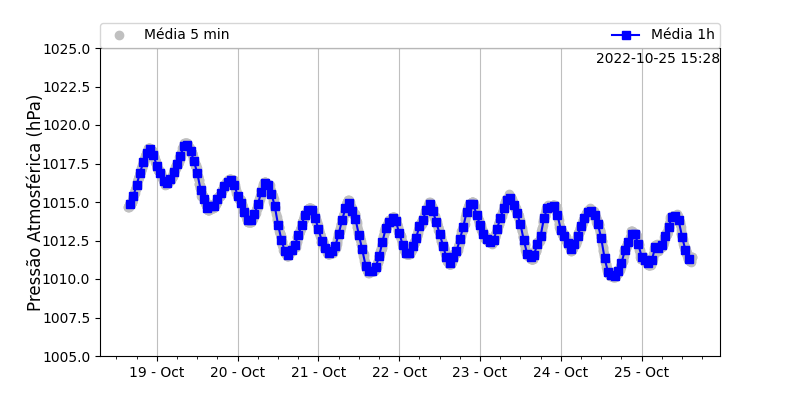 Média 5 min
Média 1h
2022-10-25 15:28
Pressão Atmosférica (hPa)
1025.0
1022.5
1020.0
1017.5
1015.0
1012.5
1010.0
1007.5
1005.0
19 - Oct
20 - Oct
21 - Oct
22 - Oct
23 - Oct
24 - Oct
25 - Oct